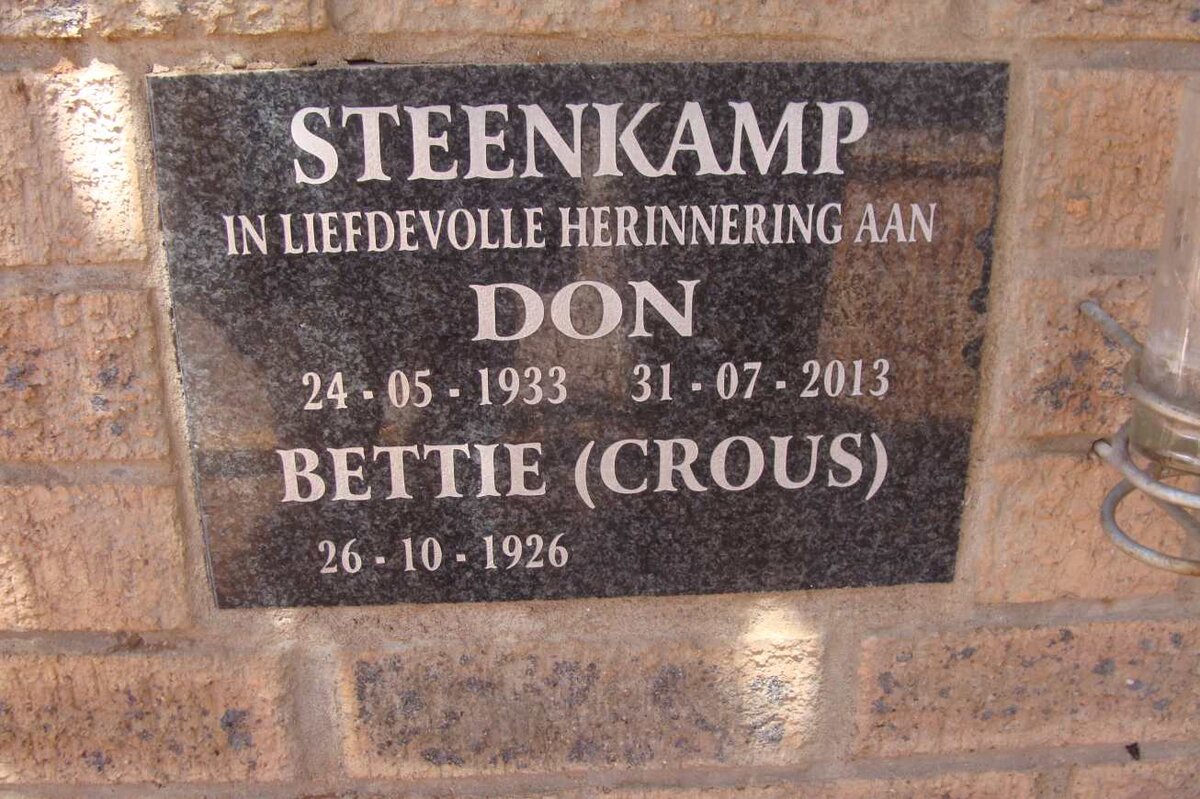 STEENKAMP
IN LIEFDEVOLLE HERINNERING AAN
DON
24 - 05 - 1933 31 - 07 - 2013
BETTIE (CROUS)
26 - 10 - 1926